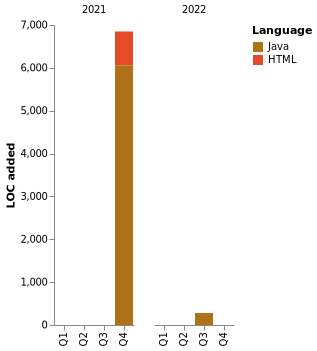 2021
2022
7,000
6,000
5,000
4,000
3,000
2,000
1,000
0
LOC added
Q1
Q2
Q3
Q4
Q1
Q2
Q3
Q4
Language
Java
HTML